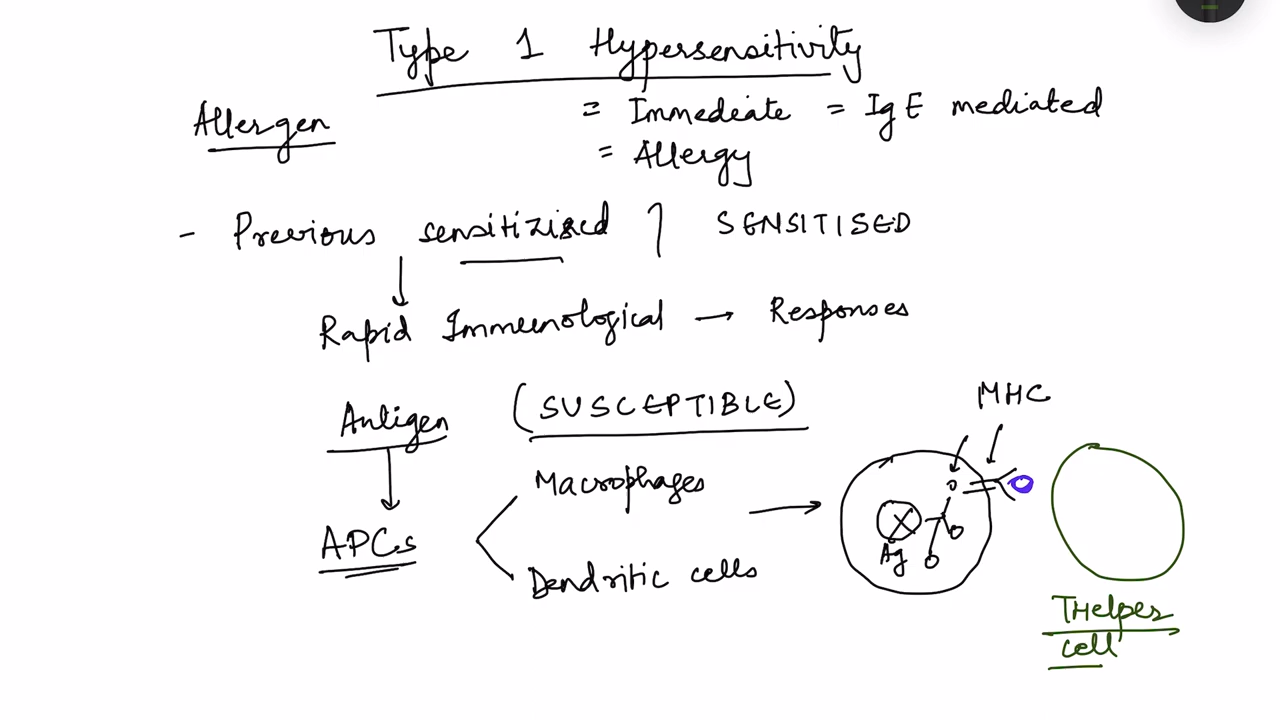 Type 1 Hypersensitivity
Allergen
= Immedeate = IgE mediated
= Allergy
- Previous sensitizised SENSITISED
Rapid Immunological → Responses
Antigen (SUSCEPTIBLE)
MHC
Macrophages
APCs
Ag
Dendritic cells
THelper
cell